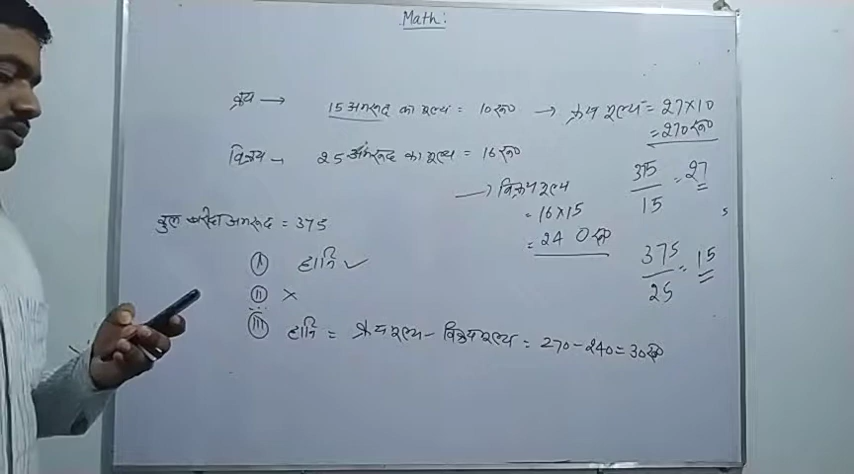 Math:
क्रय → 15 अमरूद का मूल्य = 10 रू० → क्रय मूल्य = 27×10
= 270 रू०
विक्रय → 25 अमरूद का मूल्य = 16 रू०
→ विक्रय मूल्य
= 16×15
= 240 रू०
375/15 = 27
375/25 = 15
कुल खरीदा अमरूद = 375
(I) हानि ✓
(II) ×
(III) हानि = क्रय मूल्य - विक्रय मूल्य = 270-240 = 30 रू०